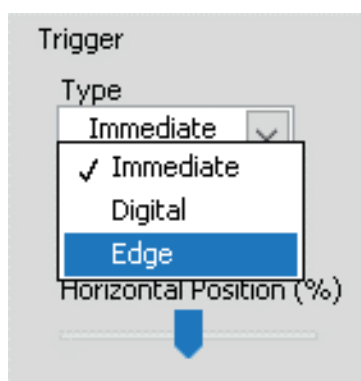 Trigger
Type
Immediate
✓ Immediate
Digital
Edge
Horizontal Position (%)